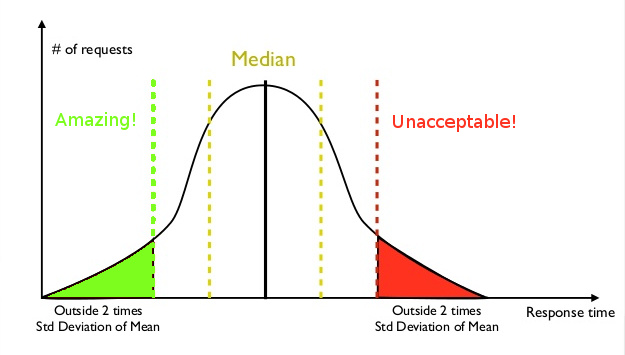 # of requests
Median
Amazing!
Unacceptable!
Outside 2 times
Std Deviation of Mean
Outside 2 times
Std Deviation of Mean
Response time